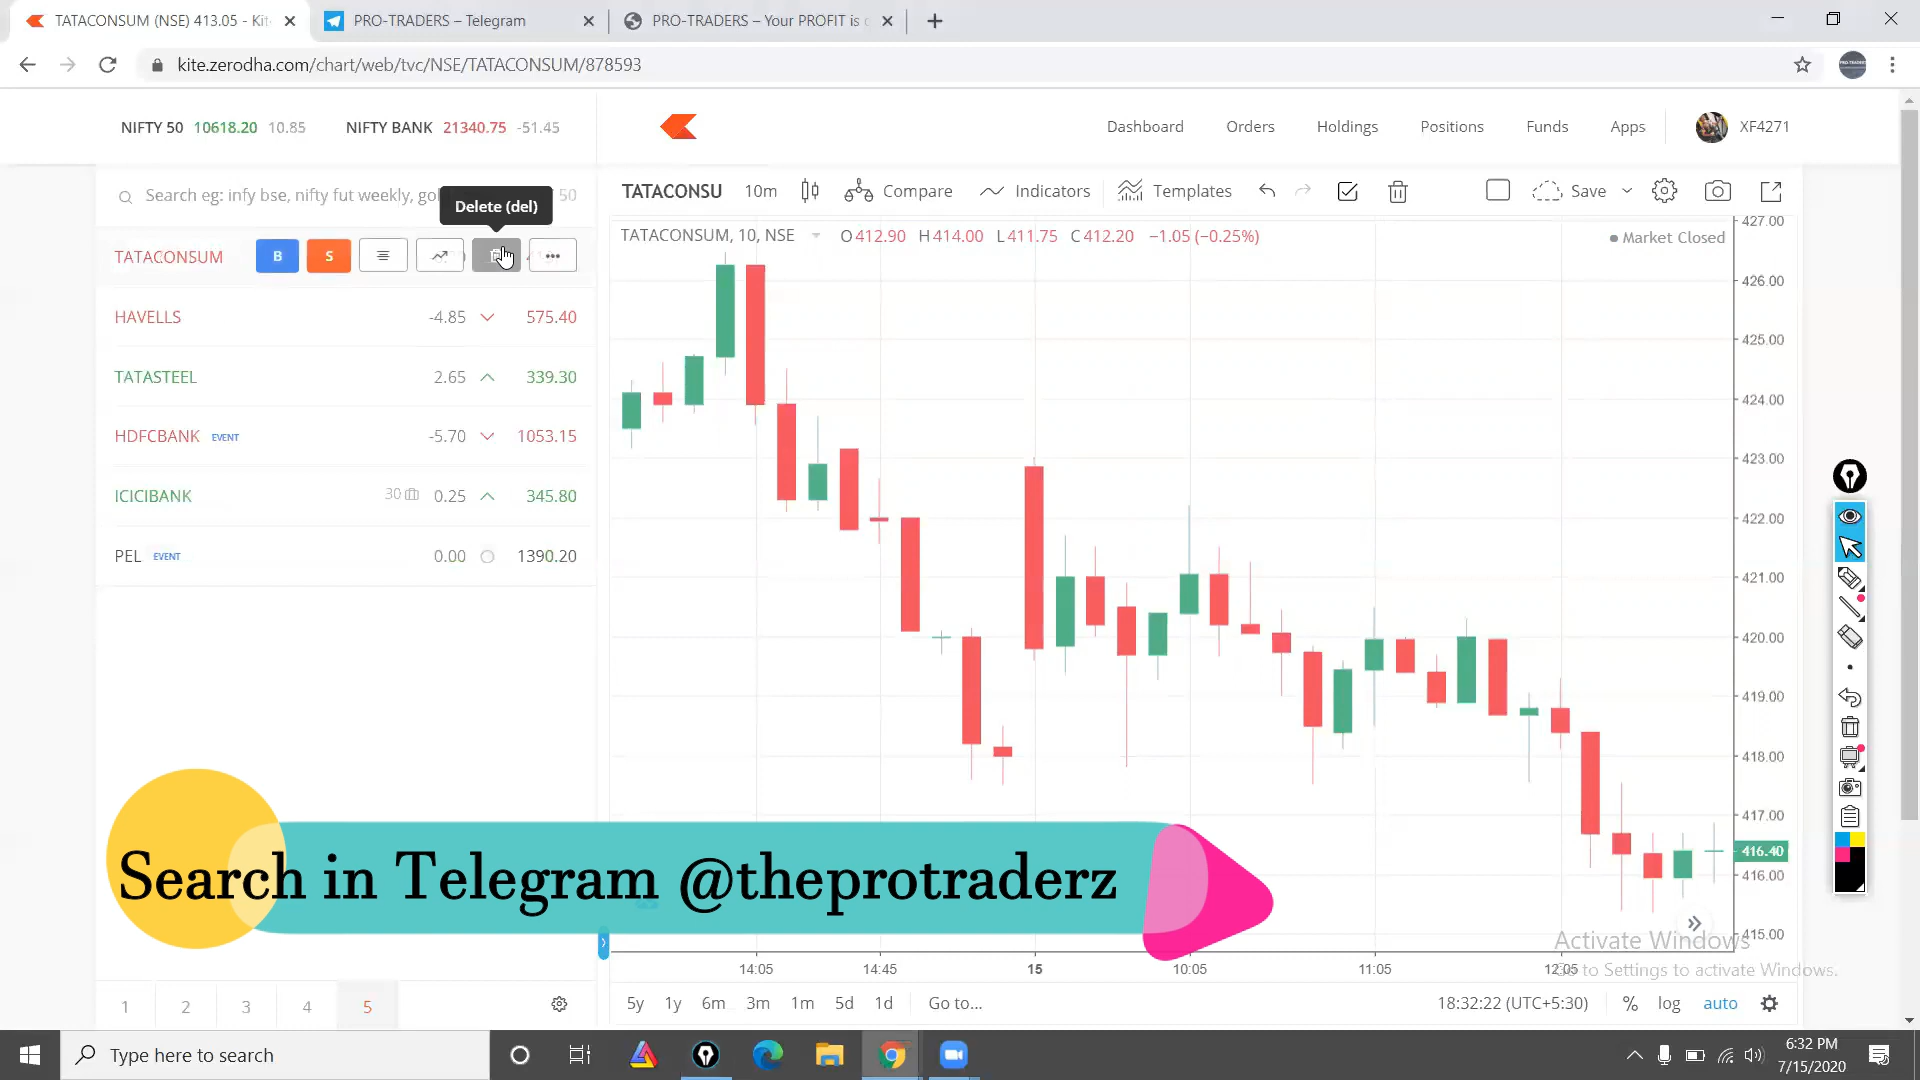 TATACONSUM (NSE) 413.05 - Kit
PRO-TRADERS – Telegram
PRO-TRADERS – Your PROFIT is
kite.zerodha.com/chart/web/tvc/NSE/TATACONSUM/878593
NIFTY 50 10618.20 10.85
NIFTY BANK 21340.75 -51.45
Dashboard
Orders
Holdings
Positions
Funds
Apps
XF4271
Search eg: infy bse, nifty fut weekly, go 50
Delete (del)
TATACONSU 10m Compare Indicators Templates Save
TATACONSUM B S
TATACONSUM, 10, NSE O412.90 H414.00 L411.75 C412.20 −1.05 (−0.25%)
Market Closed
HAVELLS -4.85 575.40
TATASTEEL 2.65 339.30
HDFCBANK EVENT -5.70 1053.15
ICICIBANK 30 0.25 345.80
PEL EVENT 0.00 1390.20
427.00
426.00
425.00
424.00
423.00
422.00
421.00
420.00
419.00
418.00
417.00
416.40
416.00
415.00
Search in Telegram @theprotraderz
Activate Windows
Go to Settings to activate Windows.
14:05 14:45 15 10:05 11:05 12:05
1 2 3 4 5
5y 1y 6m 3m 1m 5d 1d Go to...
18:32:22 (UTC+5:30) % log auto
Type here to search
6:32 PM
7/15/2020